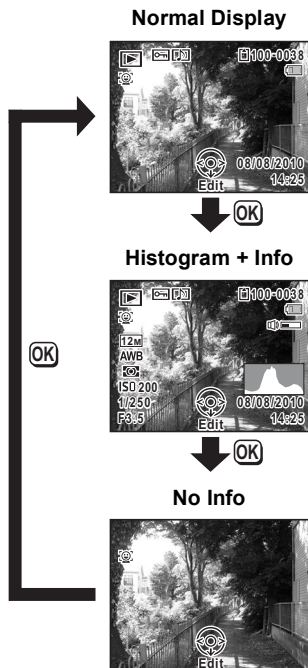 Normal Display
100-0038
08/08/2010
14:25
Edit
OK
Histogram + Info
100-0038
12M
AWB
ISO 200
1/250
F3.5
08/08/2010
14:25
Edit
OK
OK
No Info
Edit